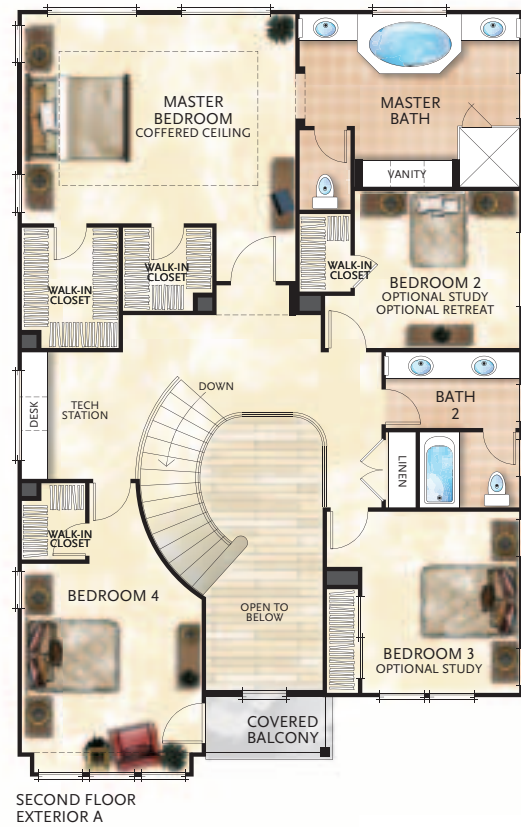 MASTER
BEDROOM
COFFERED CEILING
MASTER
BATH
VANITY
WALK-IN
CLOSET
WALK-IN
CLOSET
WALK-IN
CLOSET
BEDROOM 2
OPTIONAL STUDY
OPTIONAL RETREAT
DOWN
DESK
TECH
STATION
BATH
2
LINEN
WALK-IN
CLOSET
BEDROOM 4
OPEN TO
BELOW
BEDROOM 3
OPTIONAL STUDY
COVERED
BALCONY
SECOND FLOOR
EXTERIOR A